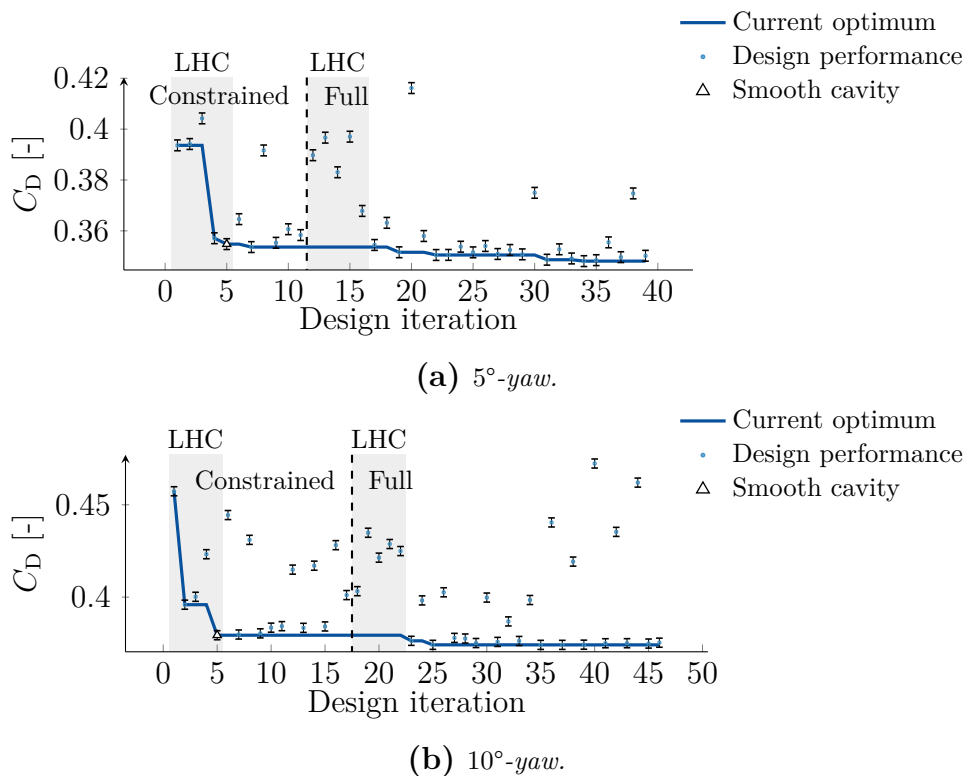 Current optimum
Design performance
Smooth cavity
LHC LHC
Constrained Full
0.42
0.4
0.38
0.36
C_D [-]
0 5 10 15 20 25 30 35 40
Design iteration
(a) 5°-yaw.
Current optimum
Design performance
Smooth cavity
LHC LHC
Constrained Full
0.45
0.4
C_D [-]
0 5 10 15 20 25 30 35 40 45 50
Design iteration
(b) 10°-yaw.